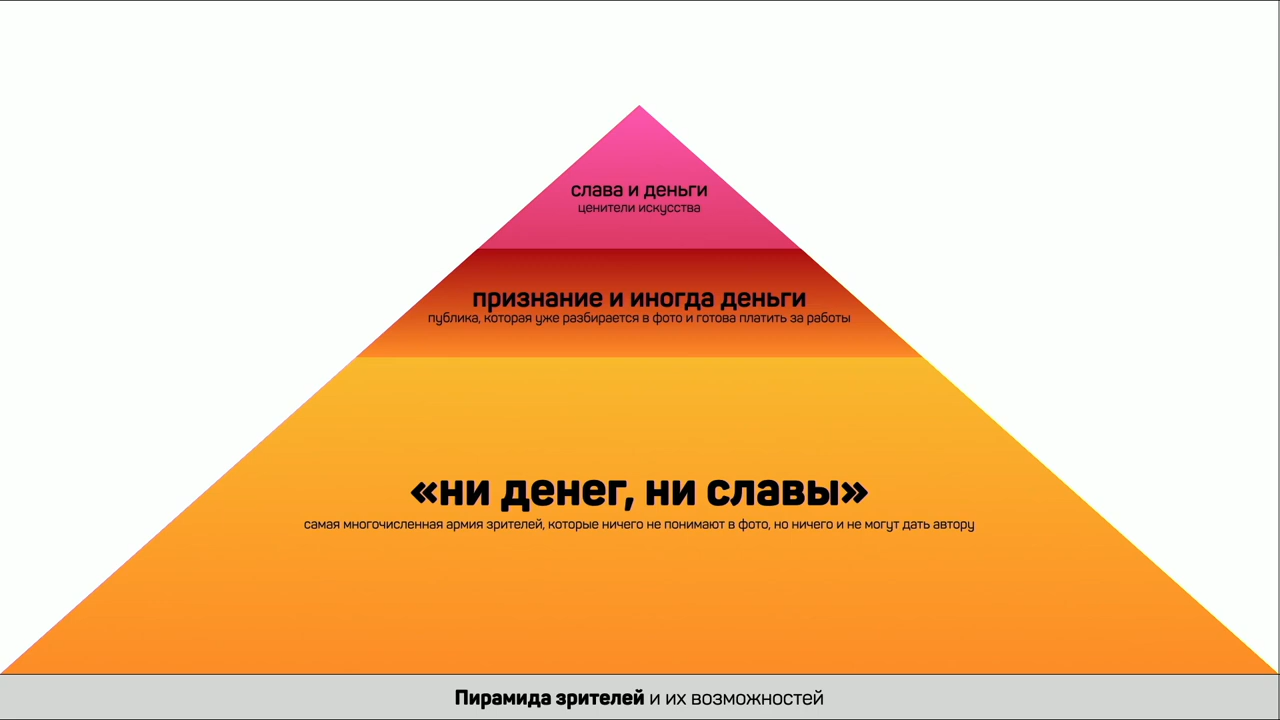 слава и деньги
ценители искусства
признание и иногда деньги
публика, которая уже разбирается в фото и готова платить за работы
«ни денег, ни славы»
самая многочисленная армия зрителей, которые ничего не понимают в фото, но ничего и не могут дать автору
Пирамида зрителей и их возможностей